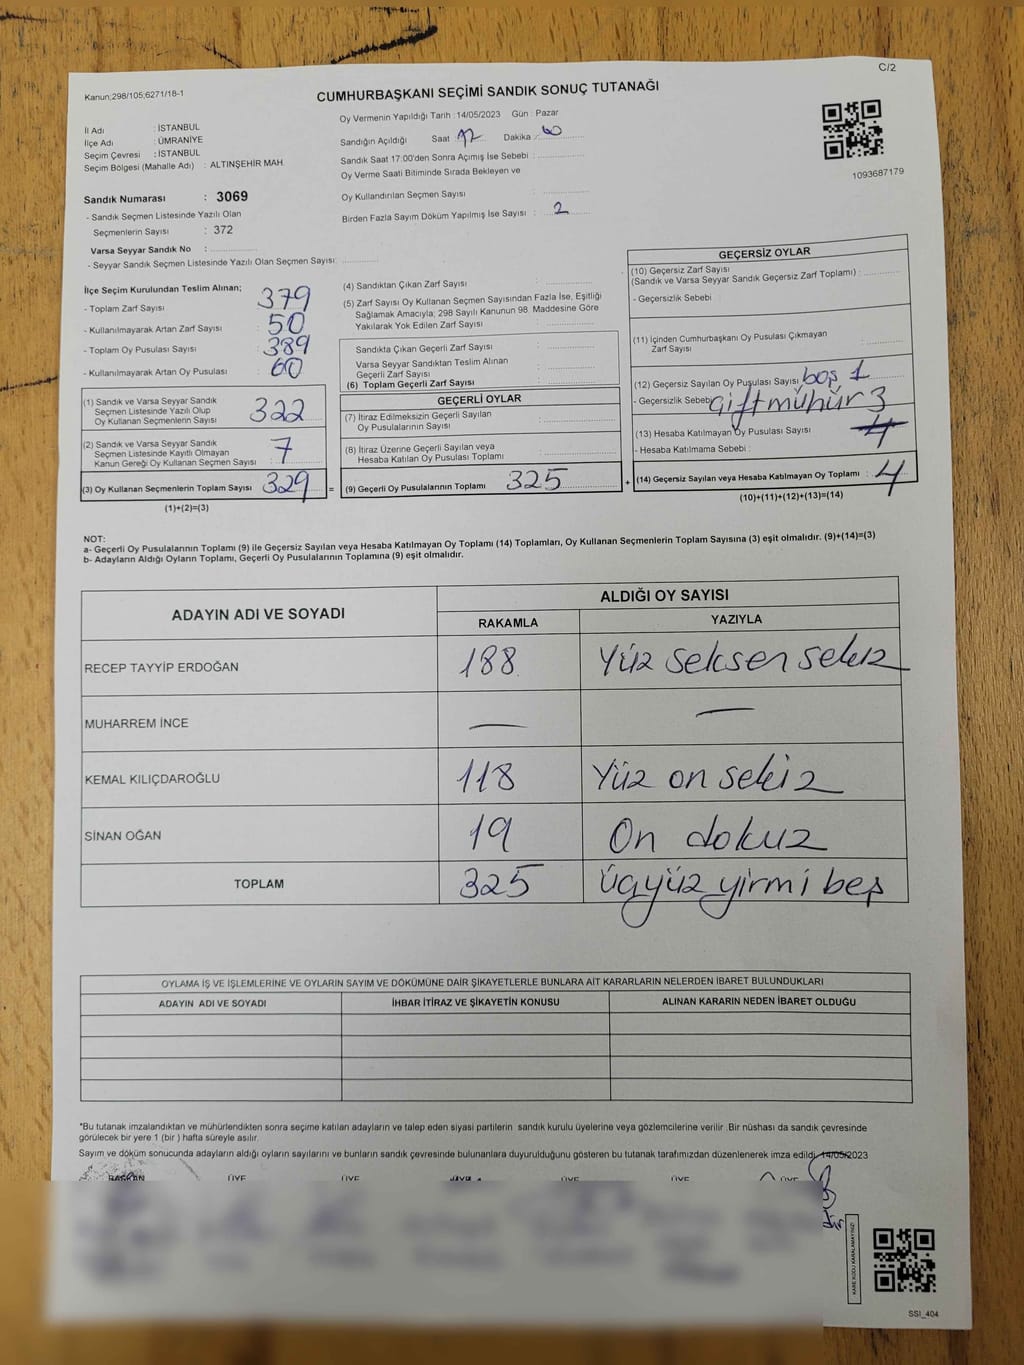 C/2
Kanun;298/105;6271/18-1
CUMHURBAŞKANI SEÇİMİ SANDIK SONUÇ TUTANAĞI
İl Adı : İSTANBUL
İlçe Adı : ÜMRANİYE
Seçim Çevresi : İSTANBUL
Seçim Bölgesi (Mahalle Adı) : ALTINŞEHİR MAH.
Oy Vermenin Yapıldığı Tarih :14/05/2023 Gün : Pazar
Sandığın Açıldığı Saat 17 Dakika : 00
Sandık Saat 17:00'den Sonra Açımış İse Sebebi :
Oy Verme Saati Bitiminde Sırada Bekleyen ve
Oy Kullandırılan Seçmen Sayısı :
Birden Fazla Sayım Döküm Yapılmış İse Sayısı : 2
1093687179
Sandık Numarası : 3069
- Sandık Seçmen Listesinde Yazılı Olan
Seçmenlerin Sayısı : 372
Varsa Seyyar Sandık No :
- Seyyar Sandık Seçmen Listesinde Yazılı Olan Seçmen Sayısı:
İlçe Seçim Kurulundan Teslim Alınan;
- Toplam Zarf Sayısı : 379
- Kullanılmayarak Artan Zarf Sayısı : 50
- Toplam Oy Pusulası Sayısı : 389
- Kullanılmayarak Artan Oy Pusulası : 60
(1) Sandık ve Varsa Seyyar Sandık
Seçmen Listesinde Yazılı Olup
Oy Kullanan Seçmenlerin Sayısı : 322
(2) Sandık ve Varsa Seyyar Sandık
Seçmen Listesinde Kayıtlı Olmayan
Kanun Gereği Oy Kullanan Seçmen Sayısı : 7
(3) Oy Kullanan Seçmenlerin Toplam Sayısı : 329
(1)+(2)=(3)
(4) Sandıktan Çıkan Zarf Sayısı :
(5) Zarf Sayısı Oy Kullanan Seçmen Sayısından Fazla İse, Eşitliği
Sağlamak Amacıyla; 298 Sayılı Kanunun 98. Maddesine Göre
Yakılarak Yok Edilen Zarf Sayısı :
Sandıkta Çıkan Geçerli Zarf Sayısı :
Varsa Seyyar Sandıktan Teslim Alınan
Geçerli Zarf Sayısı :
(6) Toplam Geçerli Zarf Sayısı :
GEÇERLİ OYLAR
(7) İtiraz Edilmeksizin Geçerli Sayılan
Oy Pusulalarının Sayısı :
(8) İtiraz Üzerine Geçerli Sayılan veya
Hesaba Katılan Oy Pusulası Toplamı :
= (9) Geçerli Oy Pusulalarının Toplamı 325
GEÇERSİZ OYLAR
(10) Geçersiz Zarf Sayısı
(Sandık ve Varsa Seyyar Sandık Geçersiz Zarf Toplamı) :
- Geçersizlik Sebebi :
(11) İçinden Cumhurbaşkanı Oy Pusulası Çıkmayan
Zarf Sayısı :
(12) Geçersiz Sayılan Oy Pusulası Sayısı boş 1
- Geçersizlik Sebebi çift mühür 3
(13) Hesaba Katılmayan Oy Pusulası Sayısı 4
- Hesaba Katılmama Sebebi :
+ (14) Geçersiz Sayılan veya Hesaba Katılmayan Oy Toplamı : 4
(10)+(11)+(12)+(13)=(14)
NOT:
a- Geçerli Oy Pusulalarının Toplamı (9) ile Geçersiz Sayılan veya Hesaba Katılmayan Oy Toplamı (14) Toplamları, Oy Kullanan Seçmenlerin Toplam Sayısına (3) eşit olmalıdır. (9)+(14)=(3)
b- Adayların Aldığı Oyların Toplamı, Geçerli Oy Pusulalarının Toplamına (9) eşit olmalıdır.
ADAYIN ADI VE SOYADI
ALDIĞI OY SAYISI
RAKAMLA YAZIYLA
RECEP TAYYİP ERDOĞAN 188 Yüz seksen sekiz
MUHARREM İNCE — —
KEMAL KILIÇDAROĞLU 118 Yüz on sekiz
SİNAN OĞAN 19 On dokuz
TOPLAM 325 üçyüz yirmi beş
OYLAMA İŞ VE İŞLEMLERİNE VE OYLARIN SAYIM VE DÖKÜMÜNE DAİR ŞİKAYETLERLE BUNLARA AİT KARARLARIN NELERDEN İBARET BULUNDUKLARI
ADAYIN ADI VE SOYADI İHBAR İTİRAZ VE ŞİKAYETİN KONUSU ALINAN KARARIN NEDEN İBARET OLDUĞU
*Bu tutanak imzalandıktan ve mühürlendikten sonra seçime katılan adayların ve talep eden siyasi partilerin sandık kurulu üyelerine veya gözlemcilerine verilir. Bir nüshası da sandık çevresinde
görülecek bir yere 1 (bir ) hafta süreyle asılır.
Sayım ve döküm sonucunda adayların aldığı oyların sayılarını ve bunların sandık çevresinde bulunanlara duyurulduğunu gösteren bu tutanak tarafımızdan düzenlenerek imza edildi. 14/05/2023
BAŞKAN ÜYE ÜYE ÜYE ÜYE ÜYE
KARE KODU KARALAMAYINIZ!
SSI_404